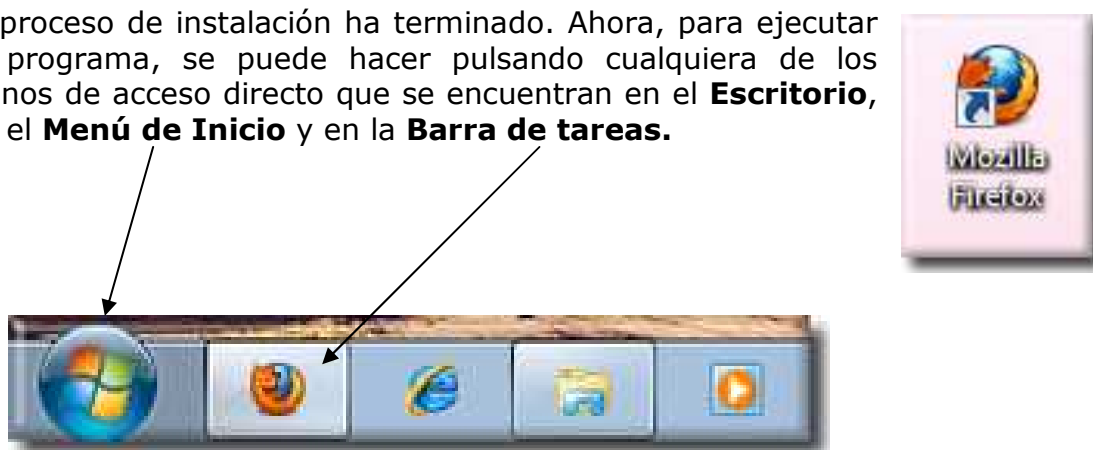 proceso de instalación ha terminado. Ahora, para ejecutar
programa, se puede hacer pulsando cualquiera de los
nos de acceso directo que se encuentran en el Escritorio,
el Menú de Inicio y en la Barra de tareas.
Mozilla
Firefox